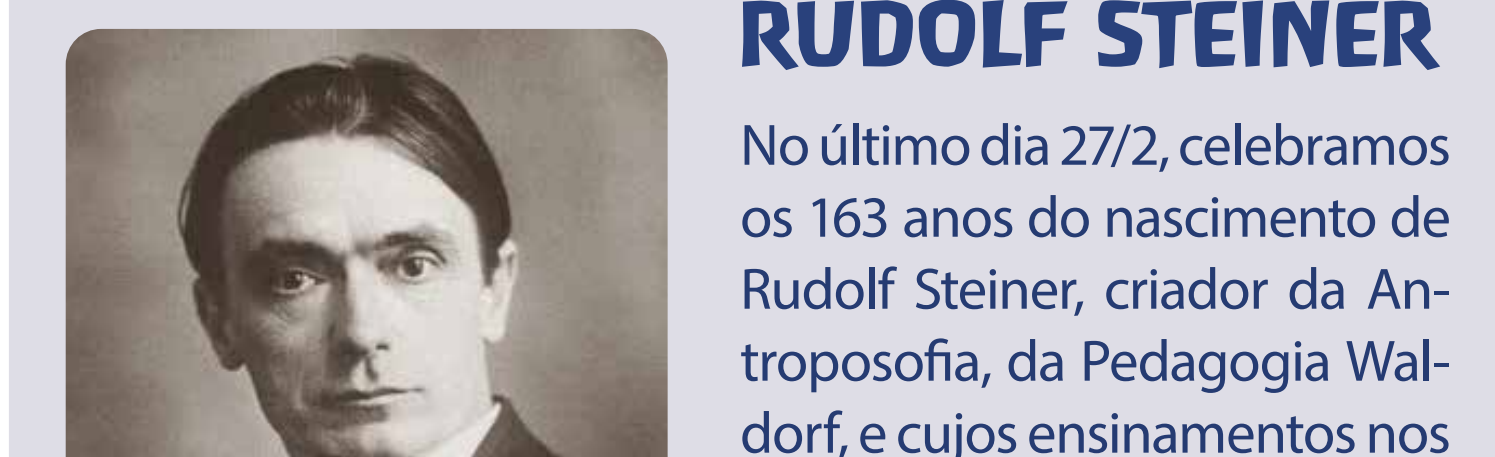 RUDOLF STEINER
No último dia 27/2, celebramos
os 163 anos do nascimento de
Rudolf Steiner, criador da An-
troposofia, da Pedagogia Wal-
dorf, e cujos ensinamentos nos